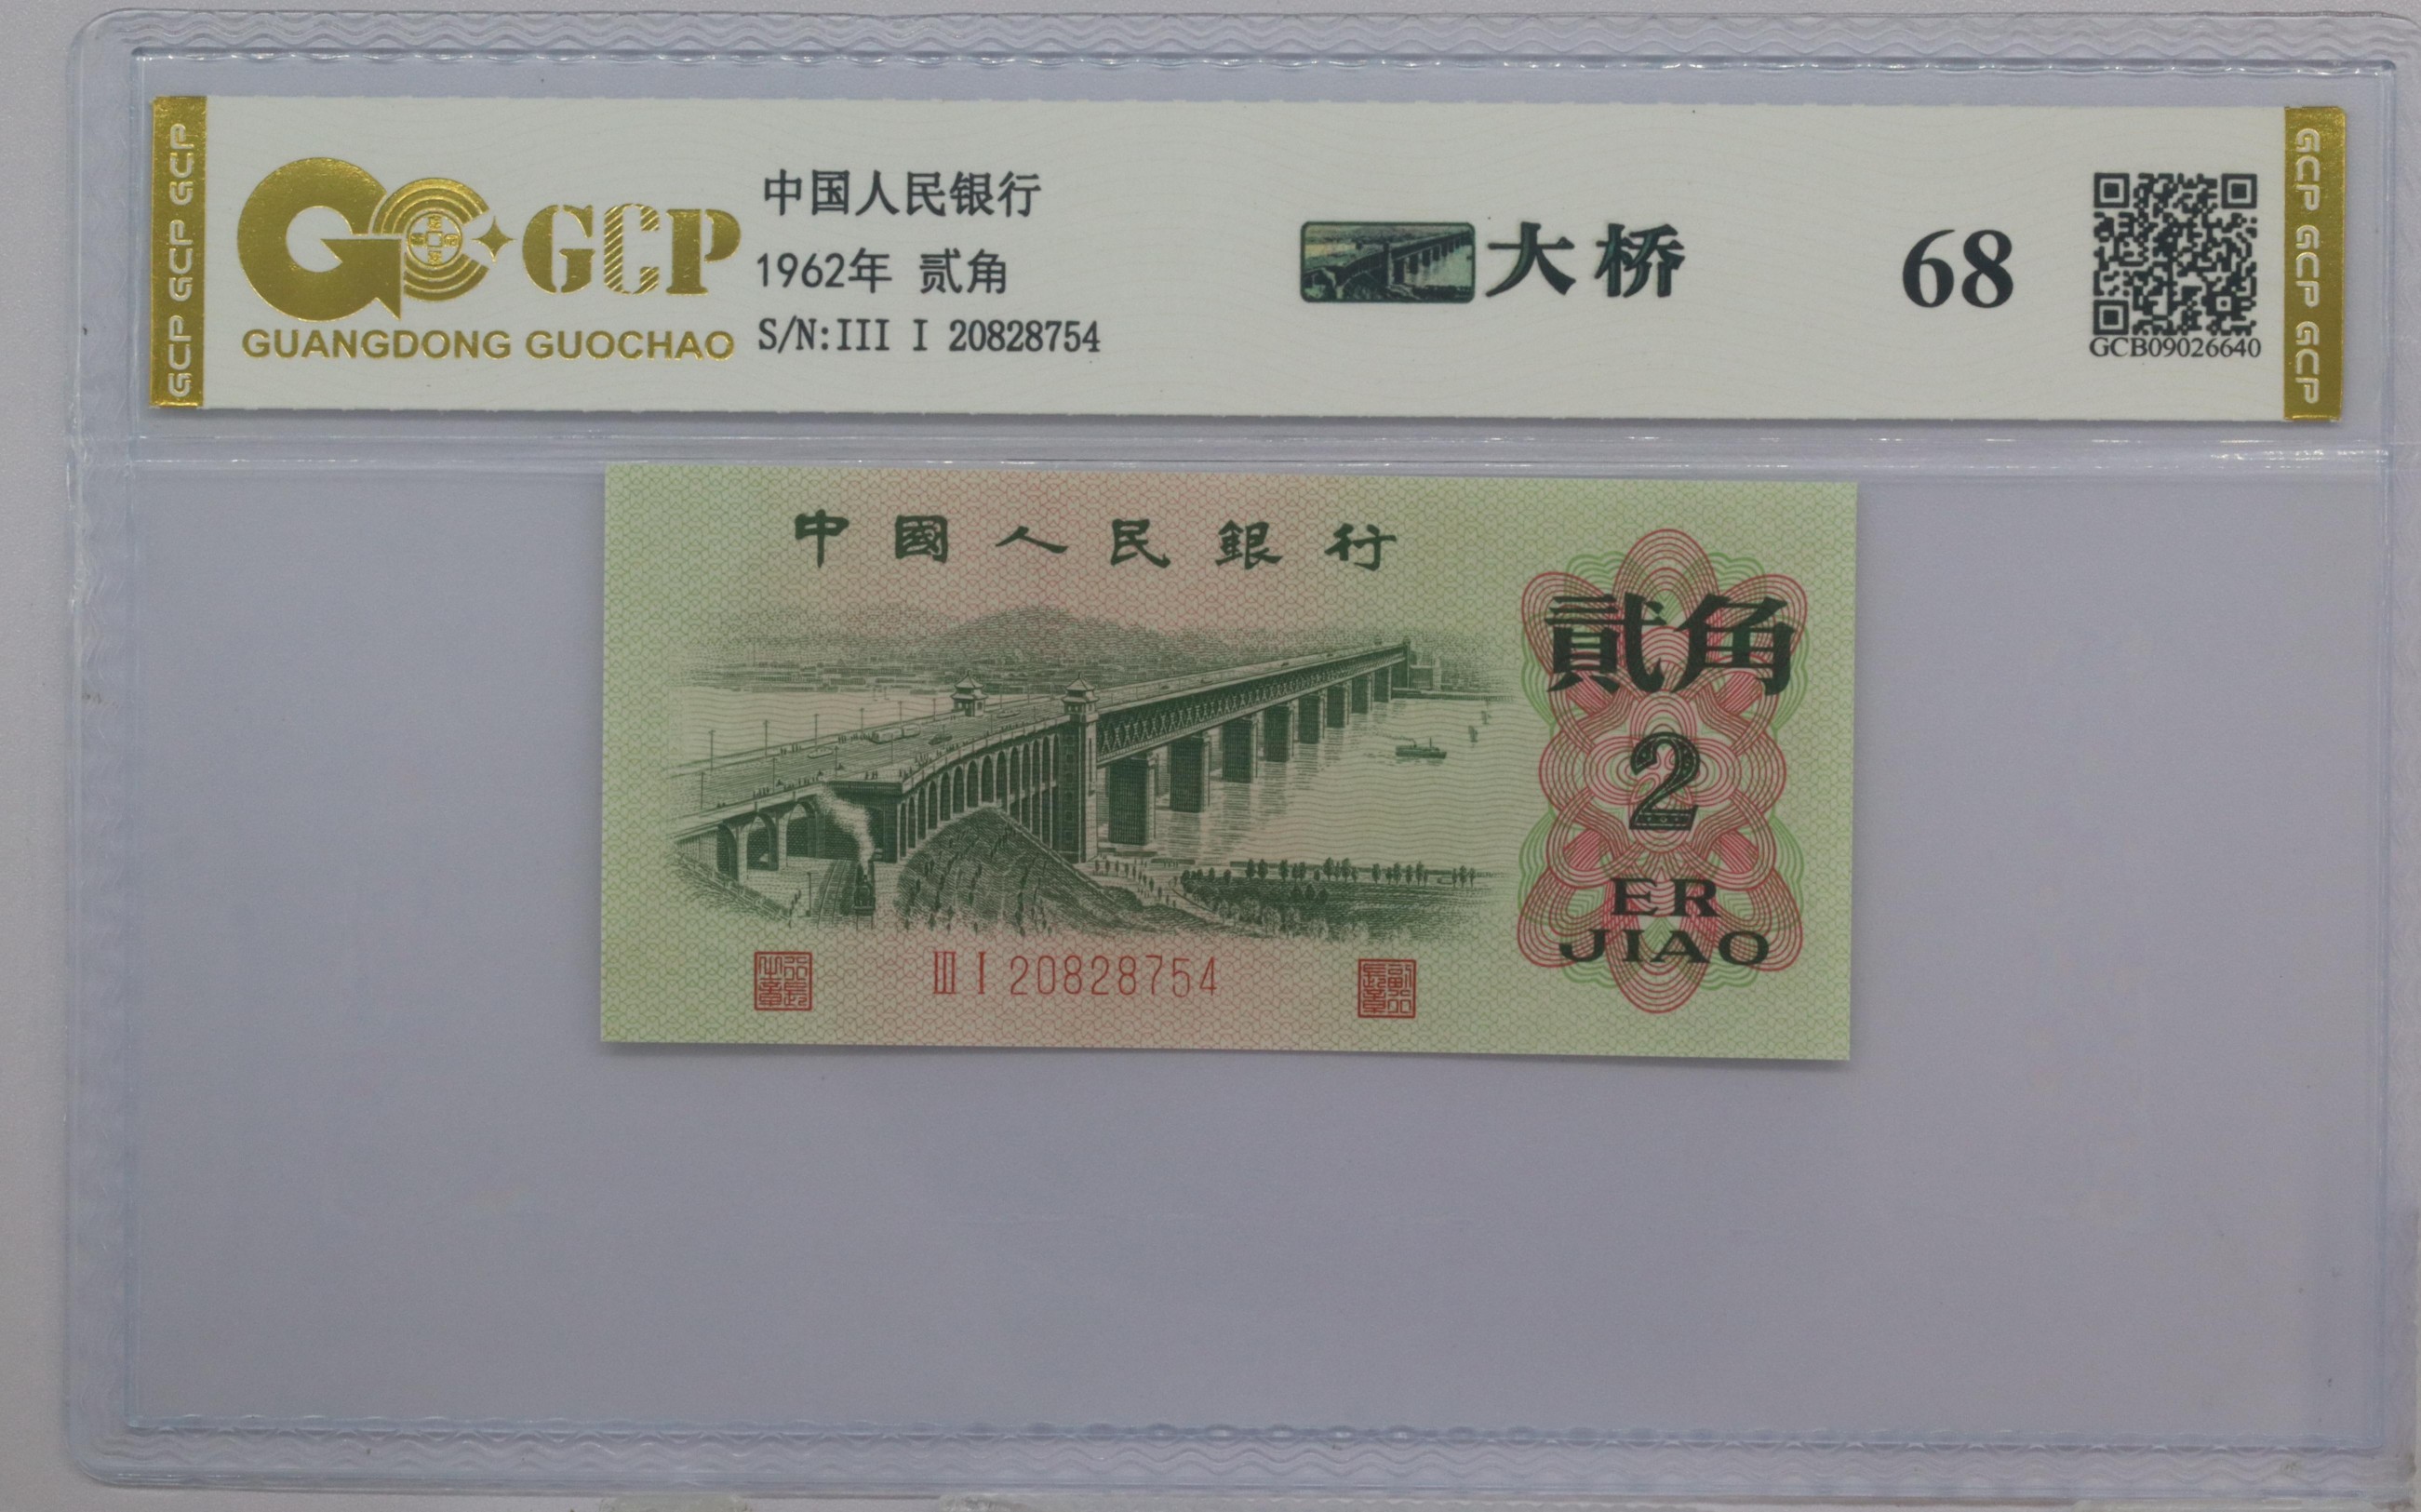 GCP GCP GCP
GCP
GUANGDONG GUOCHAO
中国人民银行
1962年 贰角
S/N:III I 20828754
大桥
68
GCB09026640
GCP GCP GCP
中國人民銀行
貳角
2
ER
JIAO
III I 20828754